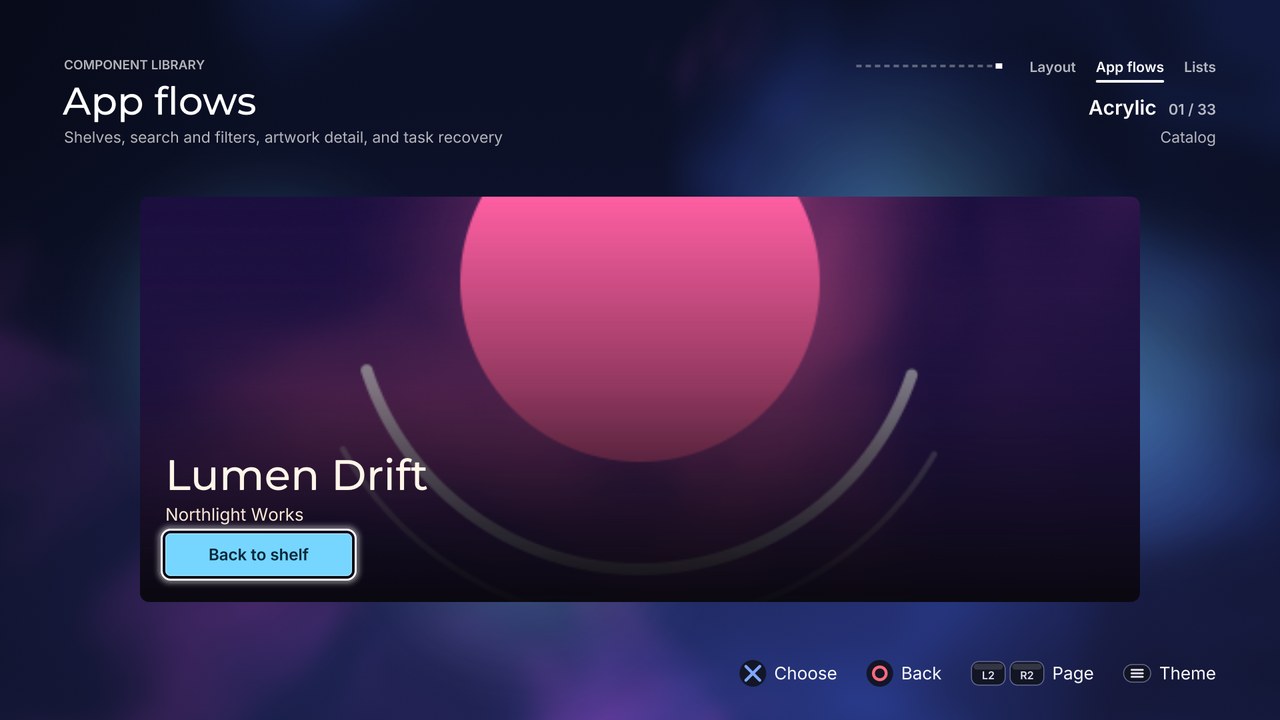 COMPONENT LIBRARY
App flows
Shelves, search and filters, artwork detail, and task recovery
Layout App flows Lists
Acrylic 01 / 33
Catalog
Lumen Drift
Northlight Works
Back to shelf
Choose Back L2 R2 Page Theme